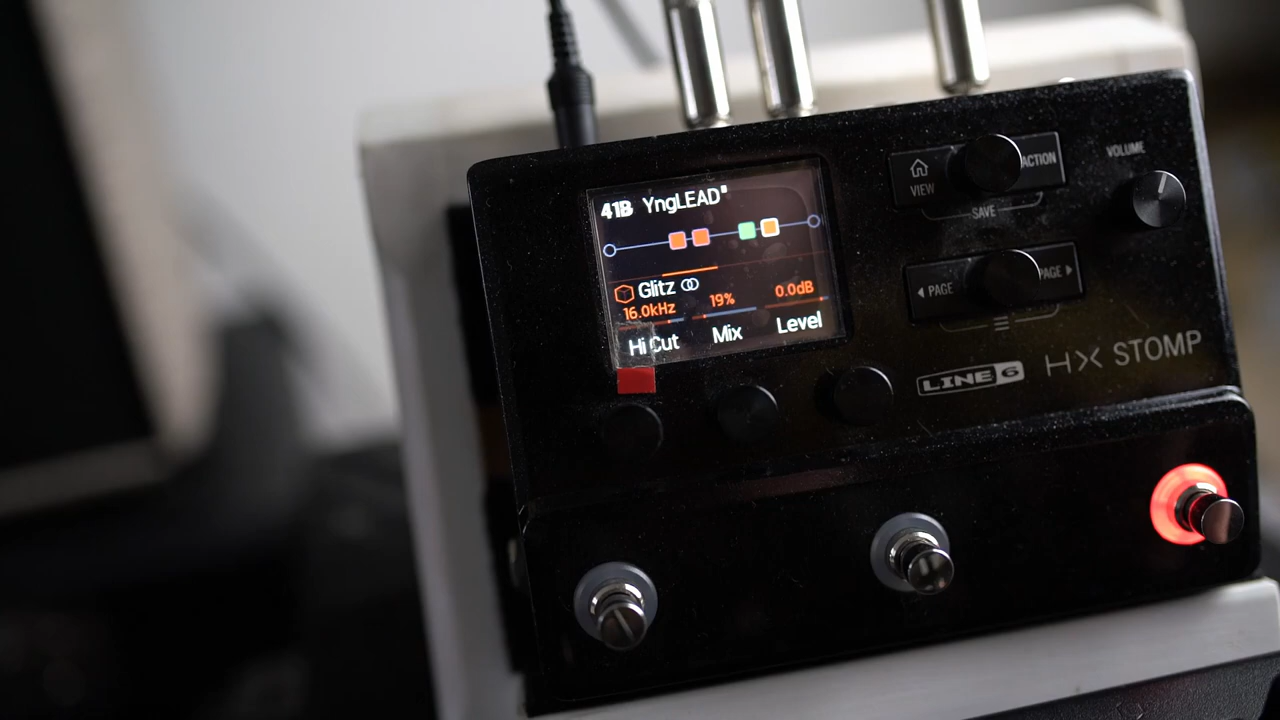 41B YngLEAD
Glitz
16.0kHz 19% 0.0dB
Hi Cut Mix Level
VIEW
ACTION
SAVE
VOLUME
PAGE
PAGE
LINE 6 HX STOMP